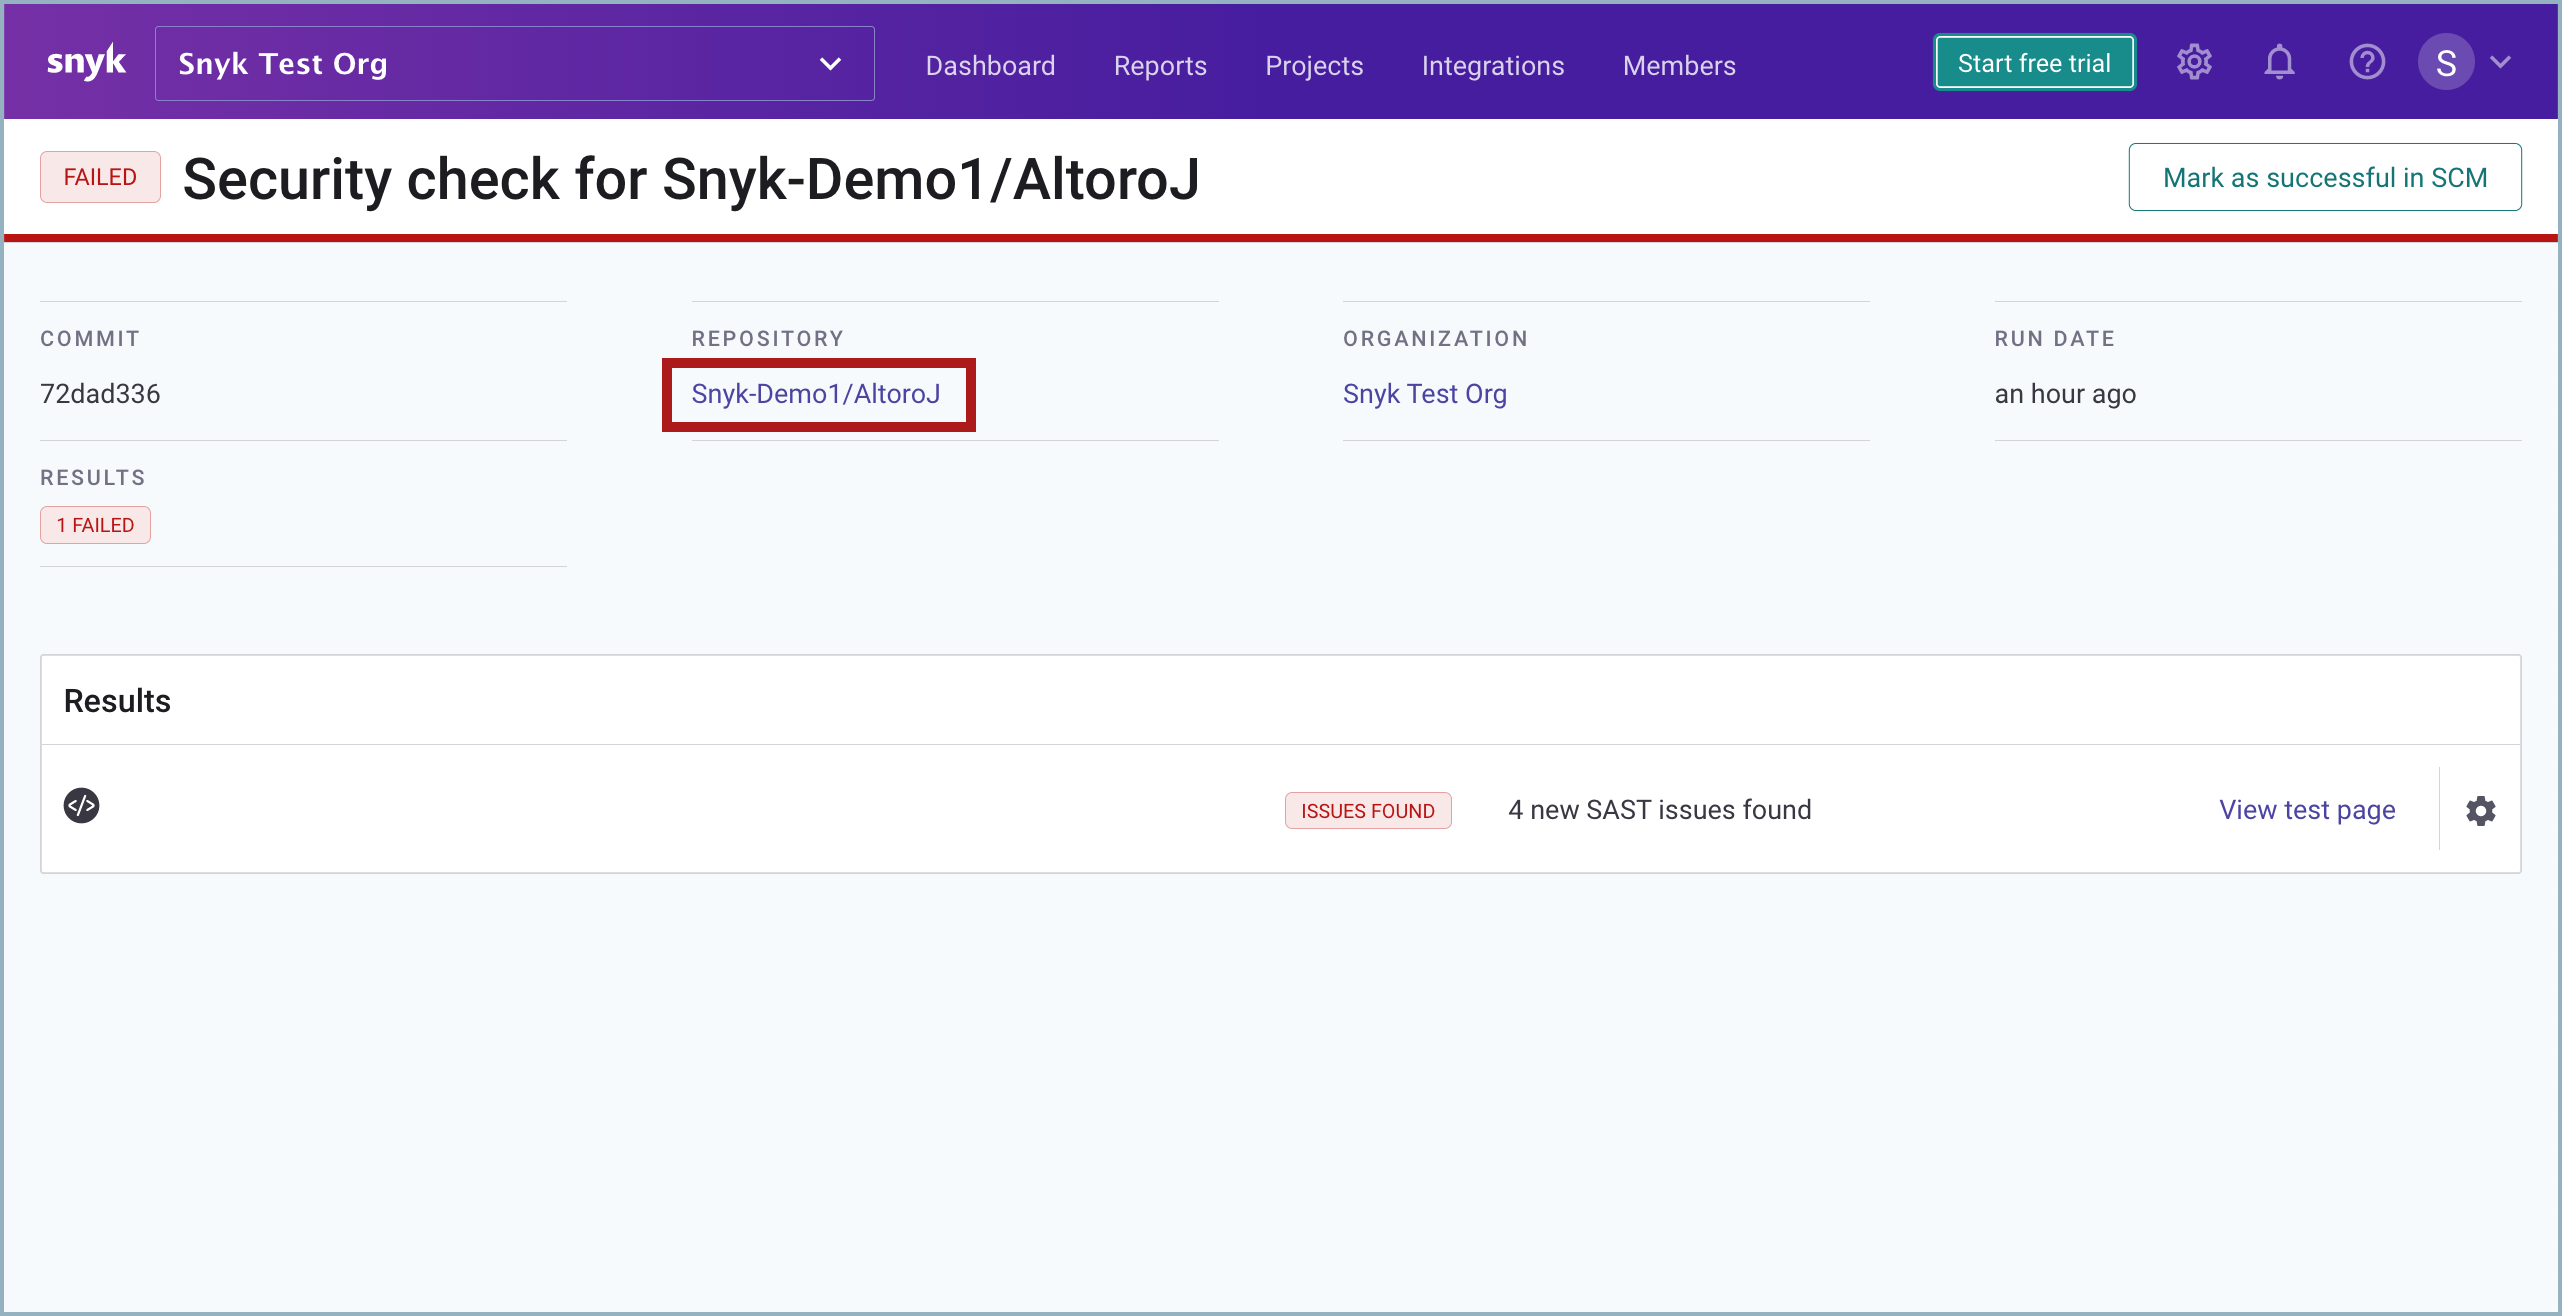 snyk
Snyk Test Org
Dashboard
Reports
Projects
Integrations
Members
Start free trial
S
FAILED
Security check for Snyk-Demo1/AltoroJ
Mark as successful in SCM
COMMIT
72dad336
REPOSITORY
Snyk-Demo1/AltoroJ
ORGANIZATION
Snyk Test Org
RUN DATE
an hour ago
RESULTS
1 FAILED
Results
ISSUES FOUND
4 new SAST issues found
View test page